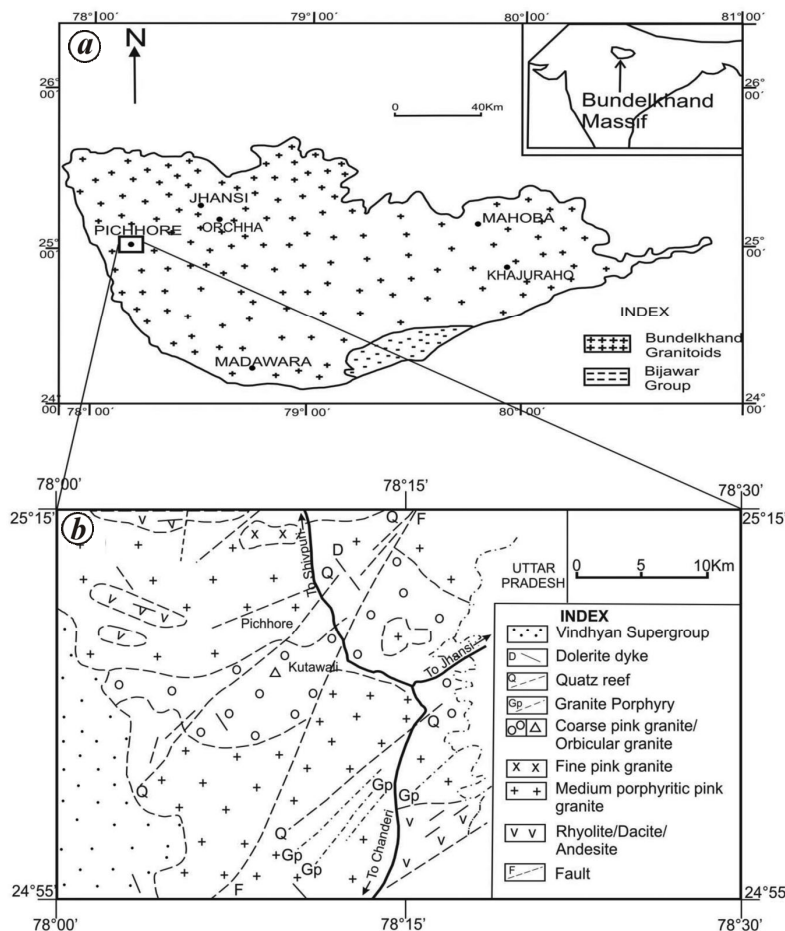 78°00´
79°00´
80°00´
81°00´
a
N
26°
00´
26°
00´
0
40Km
Bundelkhand
Massif
JHANSI
ORCHHA
PICHHORE
MAHOBA
KHAJURAHO
25°
00´
25°
00´
MADAWARA
INDEX
Bundelkhand
Granitoids
Bijawar
Group
24°
00´
24°
00´
78°00´
79°00´
80°00´
78°00'
78°15'
78°30'
25°15'
25°15'
b
V V
X X X
Q
F
To Shivpuri
D
Q
UTTAR
PRADESH
0 5 10Km
V V V
V
Pichhore
Kutawali
To Jhansi
Q
Q
Gp
Gp
Q
Gp
Gp
V V V
V
V
V
To Chanderi
F
INDEX
Vindhyan Supergroup
D
Dolerite dyke
Q
Quatz reef
Gp
Granite Porphyry
Coarse pink granite/
Orbicular granite
X X
Fine pink granite
+ +
Medium porphyritic pink
granite
V V
Rhyolite/Dacite/
Andesite
F
Fault
24°55'
24°55'
78°00'
78°15'
78°30'